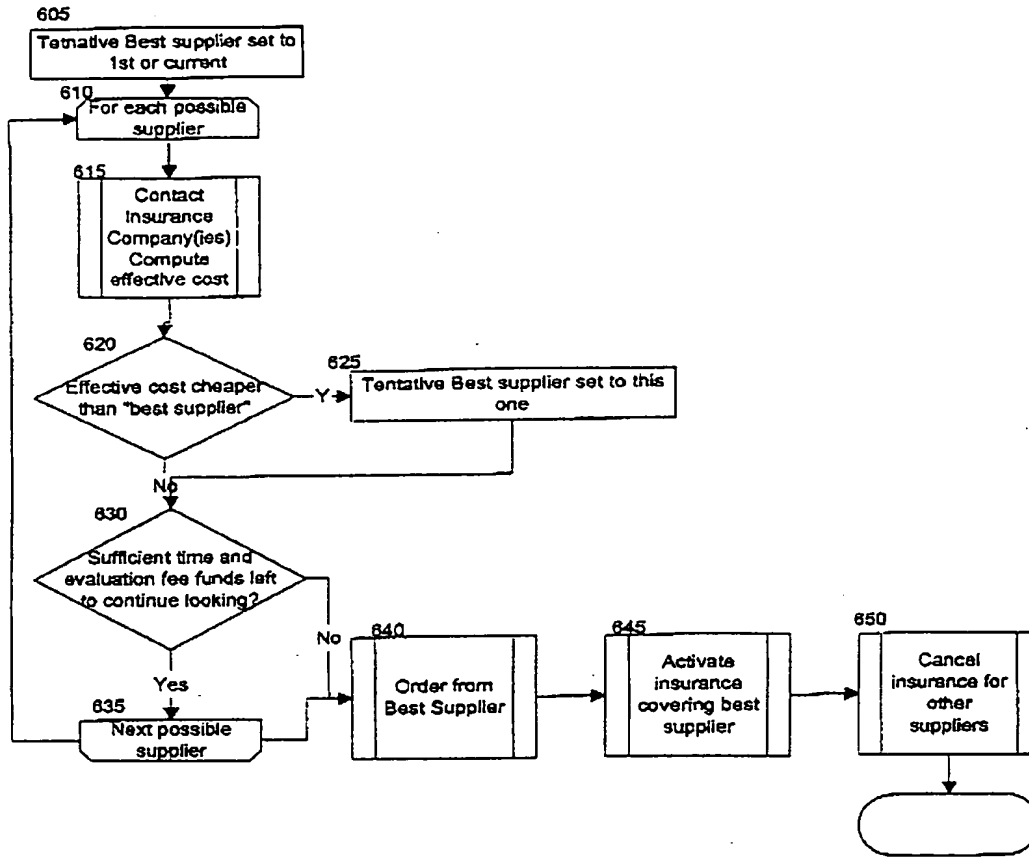 605
Tetnative Best supplier set to
1st or current
610
For each possible
supplier
615
Contact
Insurance
Company(ies)
Compute
effective cost
620
Effective cost cheaper
than "best supplier"
Y
625
Tentative Best supplier set to this
one
No
630
Sufficient time and
evaluation fee funds left
to continue looking?
No
Yes
635
Next possible
supplier
640
Order from
Best Supplier
645
Activate
insurance
covering best
supplier
650
Cancel
insurance for
other
suppliers